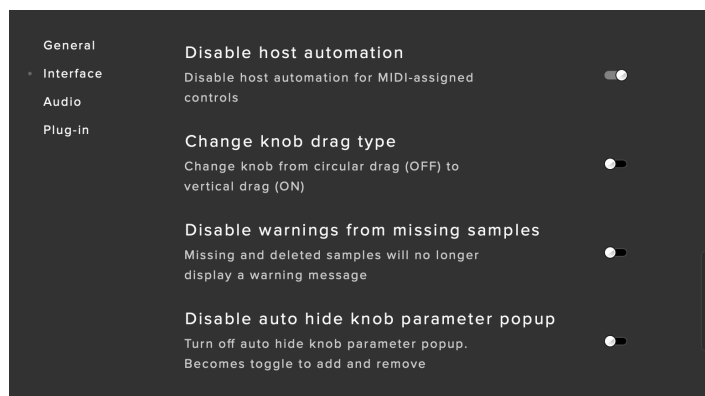 General
Interface
Audio
Plug-in
Disable host automation
Disable host automation for MIDI-assigned
controls
Change knob drag type
Change knob from circular drag (OFF) to
vertical drag (ON)
Disable warnings from missing samples
Missing and deleted samples will no longer
display a warning message
Disable auto hide knob parameter popup
Turn off auto hide knob parameter popup.
Becomes toggle to add and remove